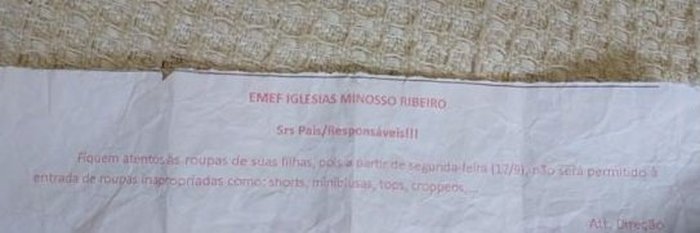 EMEF IGLESIAS MINOSSO RIBEIRO
Srs Pais/Responsáveis!!!
Fiquem atentos às roupas de suas filhas, pois a partir de segunda-feira (17/9), não será permitido à
entrada de roupas inapropriadas como: shorts, miniblusas, tops, croppeds,...
Att. Direção